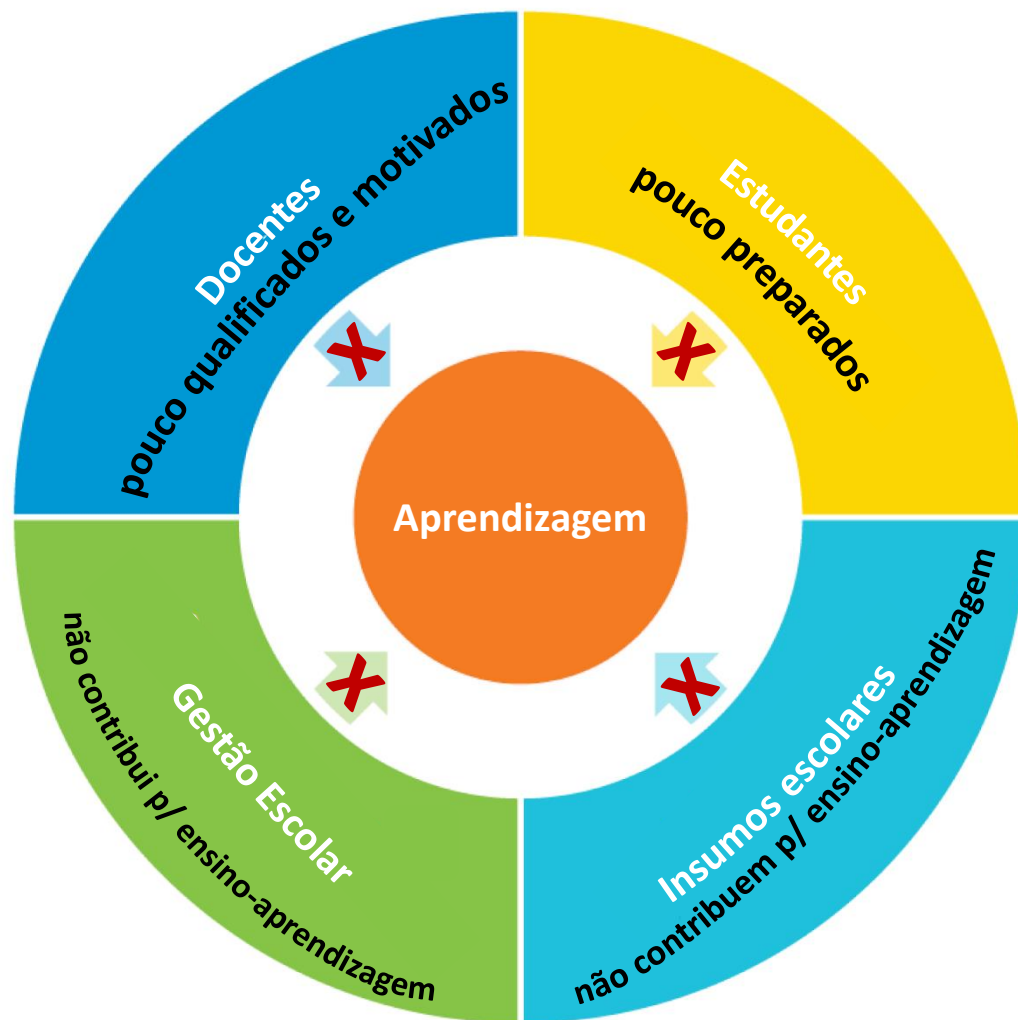 Docentes
pouco qualificados e motivados
Estudantes
pouco preparados
Aprendizagem
Gestão Escolar
não contribui p/ ensino-aprendizagem
Insumos escolares
não contribuem p/ ensino-aprendizagem